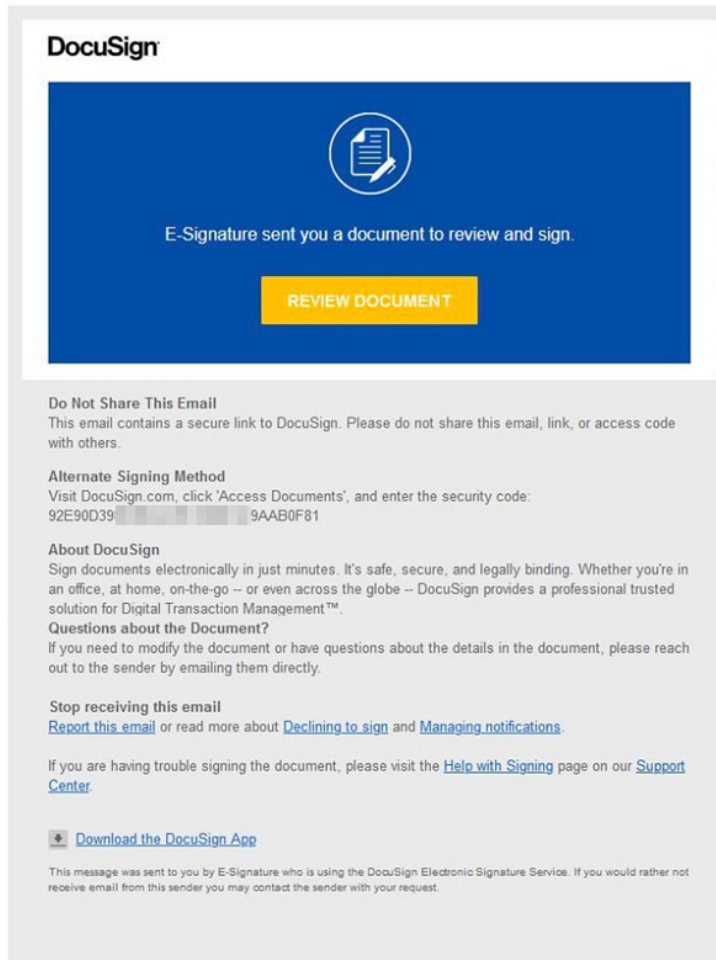 DocuSign
E-Signature sent you a document to review and sign.
REVIEW DOCUMENT
Do Not Share This Email
This email contains a secure link to DocuSign. Please do not share this email, link, or access code
with others.
Alternate Signing Method
Visit DocuSign.com, click 'Access Documents', and enter the security code:
92E90D39 9AAB0F81
About DocuSign
Sign documents electronically in just minutes. It's safe, secure, and legally binding. Whether you're in
an office, at home, on-the-go -- or even across the globe -- DocuSign provides a professional trusted
solution for Digital Transaction Management™.
Questions about the Document?
If you need to modify the document or have questions about the details in the document, please reach
out to the sender by emailing them directly.
Stop receiving this email
Report this email or read more about Declining to sign and Managing notifications.
If you are having trouble signing the document, please visit the Help with Signing page on our Support
Center.
Download the DocuSign App
This message was sent to you by E-Signature who is using the DocuSign Electronic Signature Service. If you would rather not
receive email from this sender you may contact the sender with your request.